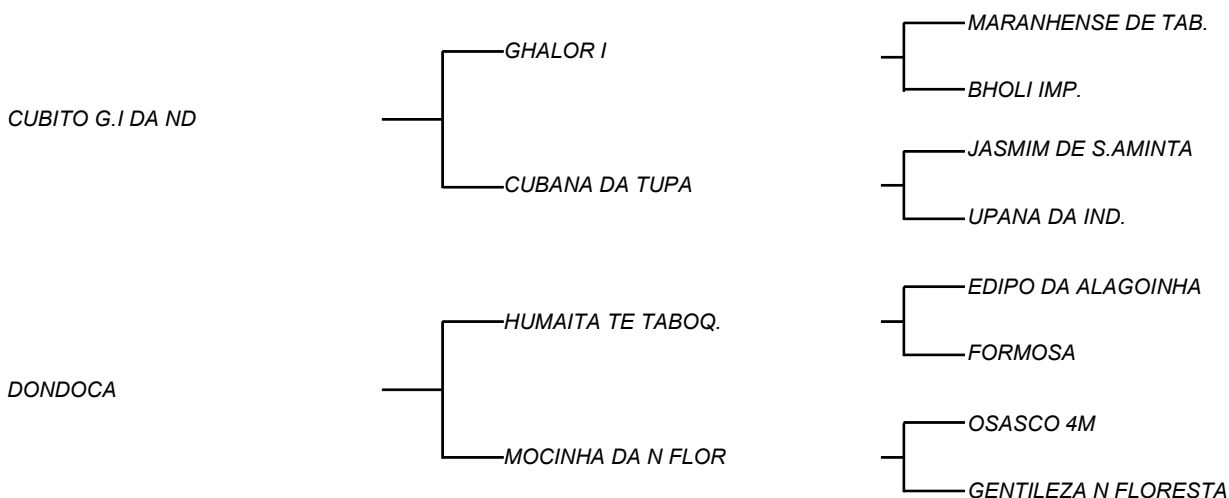 MARANHENSE DE TAB.
GHALOR I
BHOLI IMP.
CUBITO G.I DA ND
JASMIM DE S.AMINTA
CUBANA DA TUPA
UPANA DA IND.
EDIPO DA ALAGOINHA
HUMAITA TE TABOQ.
FORMOSA
DONDOCA
OSASCO 4M
MOCINHA DA N FLOR
GENTILEZA N FLORESTA